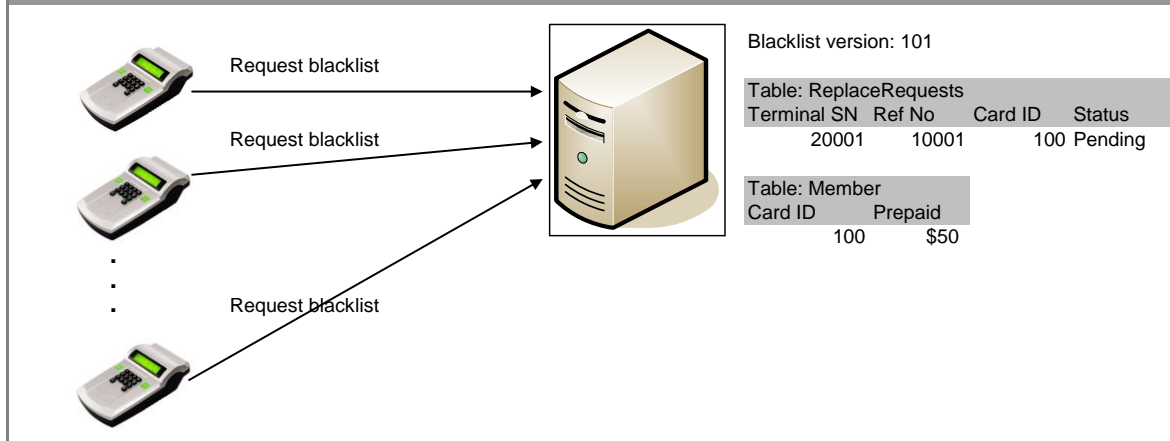 Request blacklist
Request blacklist
.
.
.
Request blacklist
Blacklist version: 101
Table: ReplaceRequests
Terminal SN Ref No Card ID Status
20001 10001 100 Pending
Table: Member
Card ID Prepaid
100 $50